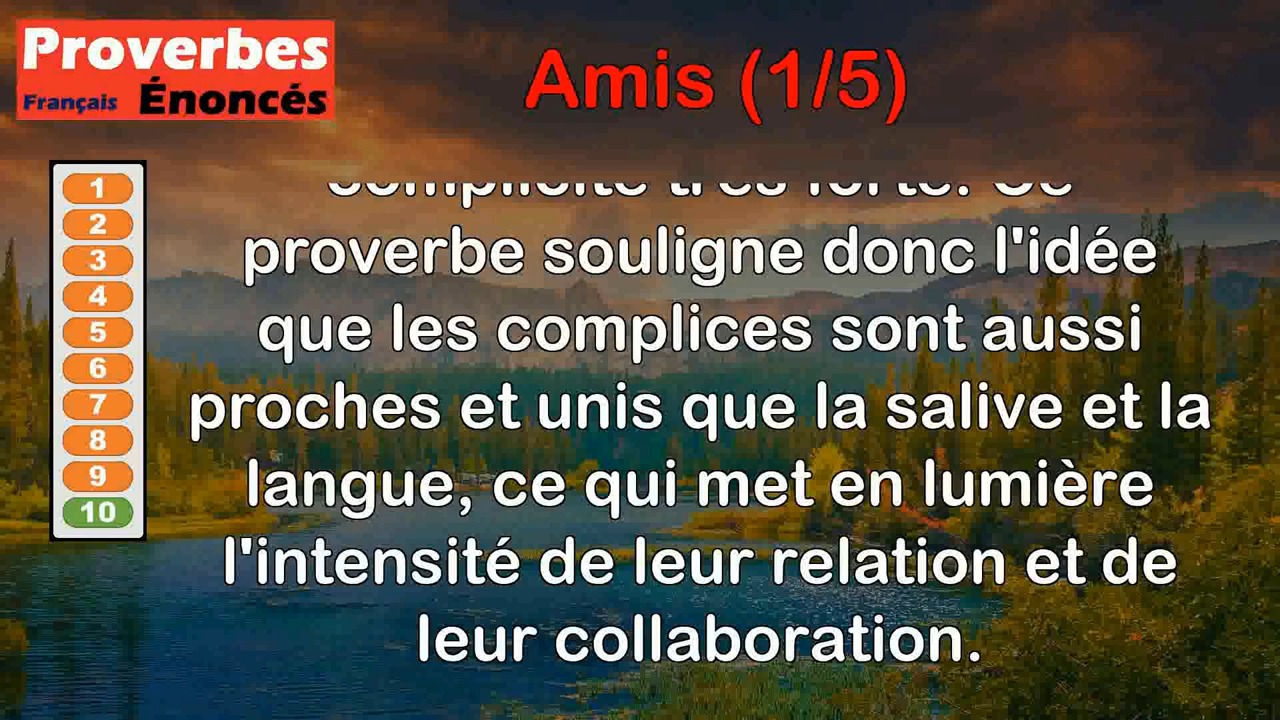 Proverbes
Français Énoncés
Amis (1/5)
1
2
3
4
5
6
7
8
9
10
proverbe souligne donc l'idée
que les complices sont aussi
proches et unis que la salive et la
langue, ce qui met en lumière
l'intensité de leur relation et de
leur collaboration.